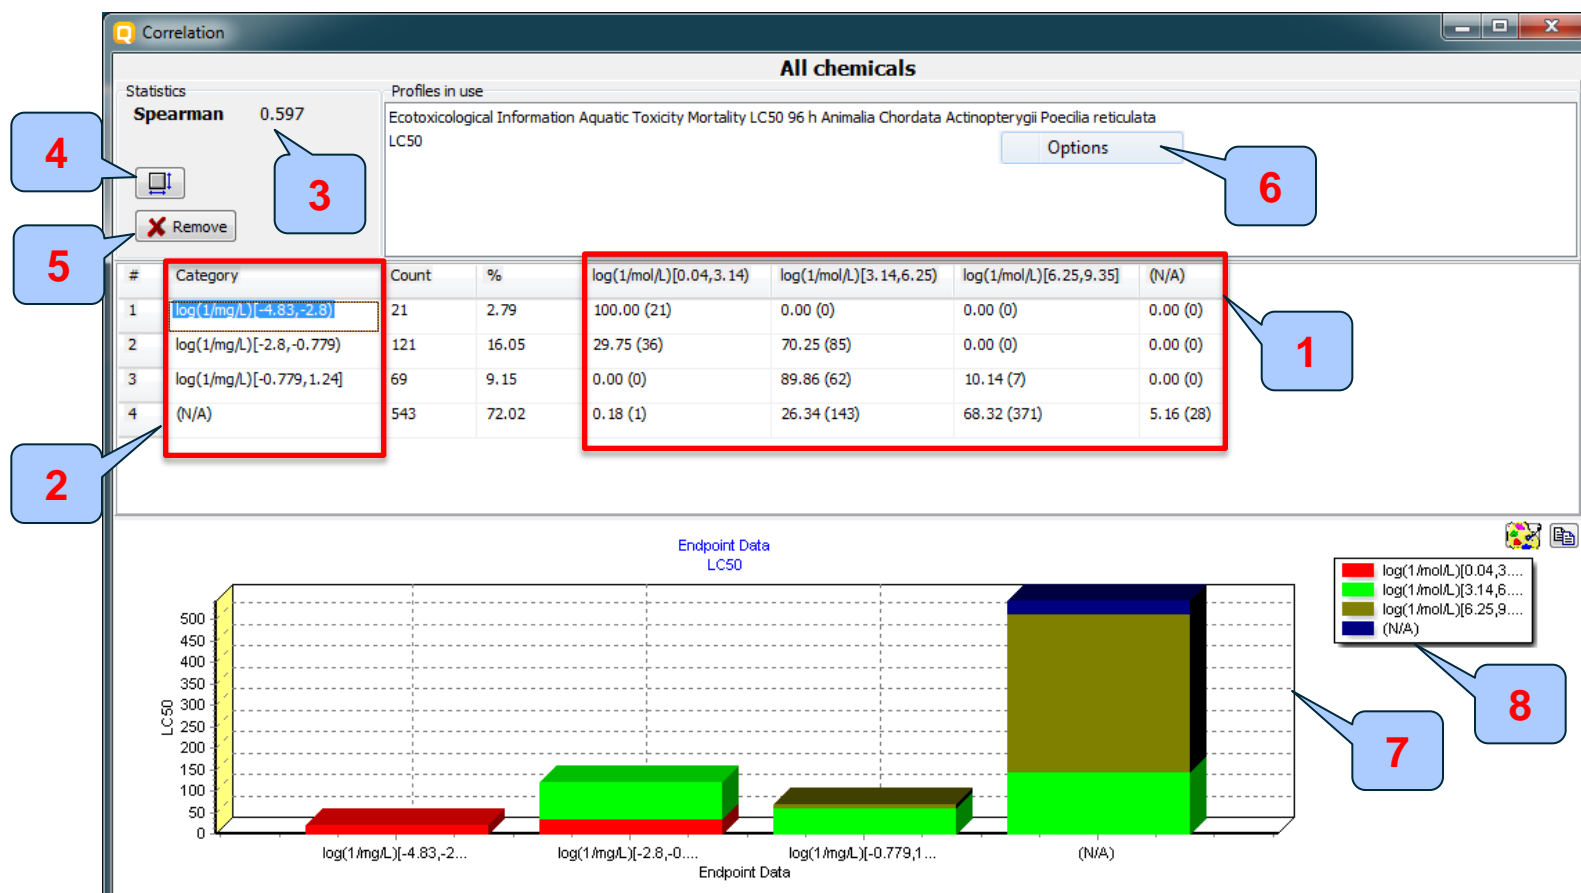 Correlation
All chemicals
Statistics
Profiles in use
Spearman 0.597
Ecotoxicological Information Aquatic Toxicity Mortality LC50 96 h Animalia Chordata Actinopterygii Poecilia reticulata
LC50
Options
4
3
6
Remove
5
# Category Count % log(1/mol/L)[0.04,3.14) log(1/mol/L)[3.14,6.25) log(1/mol/L)[6.25,9.35] (N/A)
1 log(1/mg/L)[-4.83,-2.8) 21 2.79 100.00 (21) 0.00 (0) 0.00 (0) 0.00 (0)
2 log(1/mg/L)[-2.8,-0.779) 121 16.05 29.75 (36) 70.25 (85) 0.00 (0) 0.00 (0)
3 log(1/mg/L)[-0.779,1.24] 69 9.15 0.00 (0) 89.86 (62) 10.14 (7) 0.00 (0)
4 (N/A) 543 72.02 0.18 (1) 26.34 (143) 68.32 (371) 5.16 (28)
1
2
Endpoint Data
LC50
log(1/mol/L)[0.04,3....
log(1/mol/L)[3.14,6....
log(1/mol/L)[6.25,9....
(N/A)
8
7
LC50
500
450
400
350
300
250
200
150
100
50
0
log(1/mg/L)[-4.83,-2... log(1/mg/L)[-2.8,-0.... log(1/mg/L)[-0.779,1... (N/A)
Endpoint Data